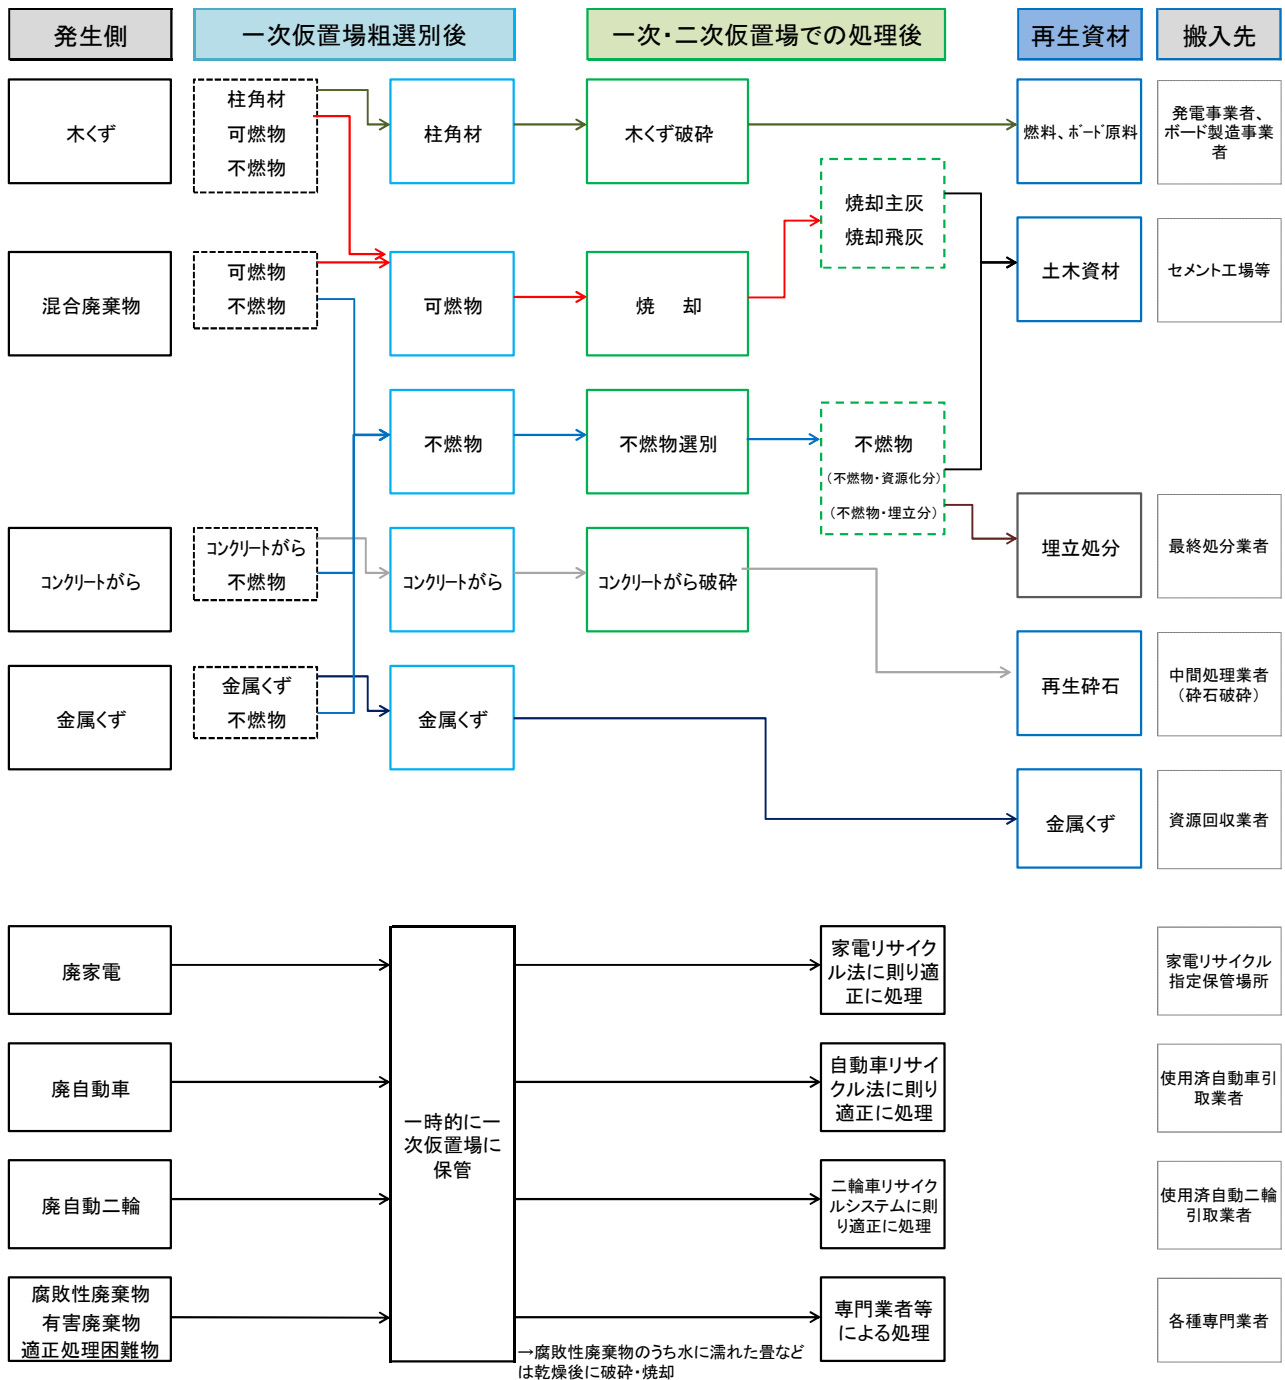 発生側
一次仮置場粗選別後
一次・二次仮置場での処理後
再生資材
搬入先
木くず
柱角材
可燃物
不燃物
柱角材
木くず破砕
燃料、ボード原料
発電事業者、
ボード製造事業
者
焼却主灰
焼却飛灰
混合廃棄物
可燃物
不燃物
可燃物
焼　却
土木資材
セメント工場等
不燃物
不燃物選別
不燃物
（不燃物・資源化分）
（不燃物・埋立分）
埋立処分
最終処分業者
コンクリートがら
コンクリートがら
不燃物
コンクリートがら
コンクリートがら破砕
再生砕石
中間処理業者
（砕石破砕）
金属くず
金属くず
不燃物
金属くず
金属くず
資源回収業者
廃家電
一時的に一
次仮置場に
保管
家電リサイク
ル法に則り適
正に処理
家電リサイクル
指定保管場所
廃自動車
自動車リサイ
クル法に則り
適正に処理
使用済自動車引
取業者
廃自動二輪
二輪車リサイク
ルシステムに則
り適正に処理
使用済自動二輪
引取業者
腐敗性廃棄物
有害廃棄物
適正処理困難物
専門業者等
による処理
各種専門業者
→腐敗性廃棄物のうち水に濡れた畳など
は乾燥後に破砕・焼却